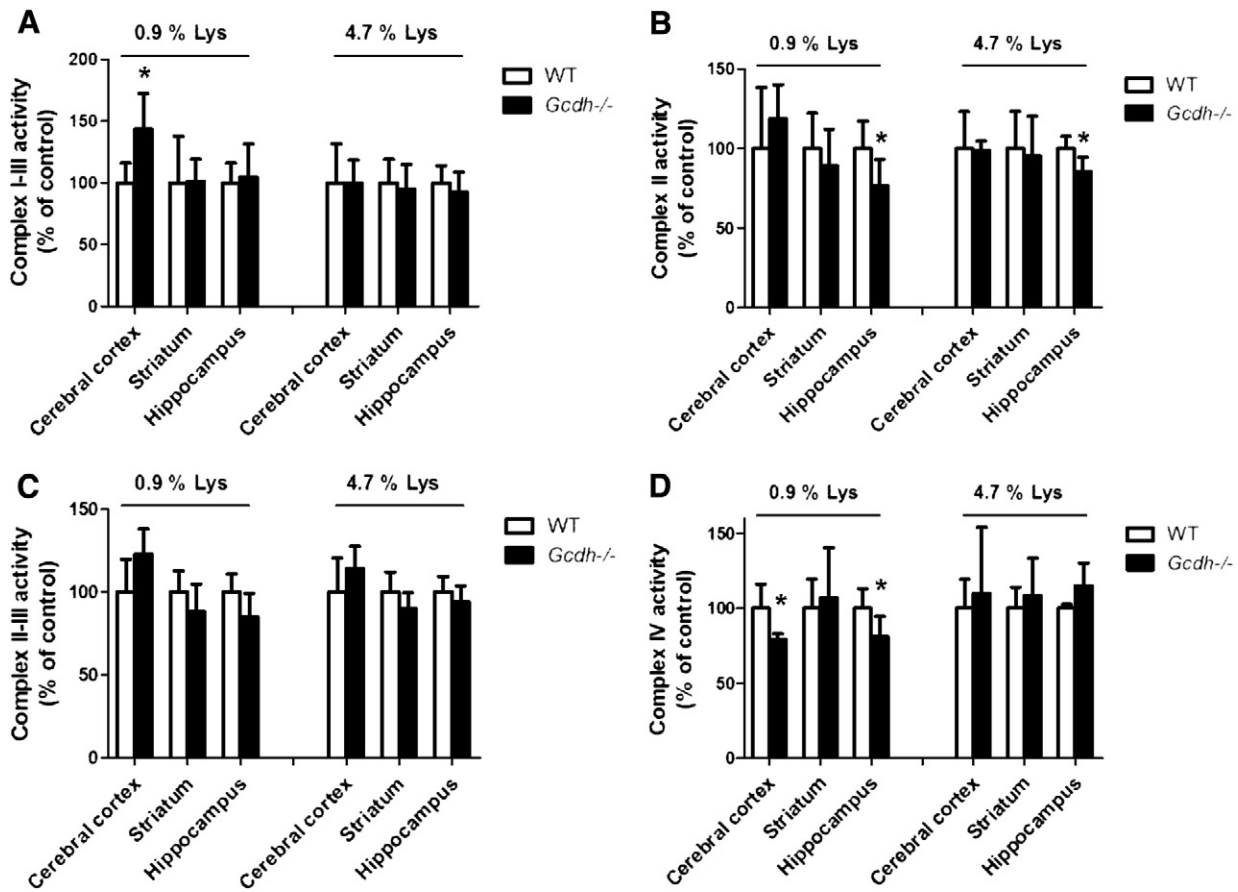 A
0.9 % Lys
4.7 % Lys
Complex I-III activity
(% of control)
200
150
100
50
0
*
WT
Gcdh-/-
Cerebral cortex
Striatum
Hippocampus
Cerebral cortex
Striatum
Hippocampus
B
0.9 % Lys
4.7 % Lys
Complex II activity
(% of control)
150
100
50
0
*
*
WT
Gcdh-/-
Cerebral cortex
Striatum
Hippocampus
Cerebral cortex
Striatum
Hippocampus
C
0.9 % Lys
4.7 % Lys
Complex II-III activity
(% of control)
150
100
50
0
WT
Gcdh-/-
Cerebral cortex
Striatum
Hippocampus
Cerebral cortex
Striatum
Hippocampus
D
0.9 % Lys
4.7 % Lys
Complex IV activity
(% of control)
150
100
50
0
*
*
WT
Gcdh-/-
Cerebral cortex
Striatum
Hippocampus
Cerebral cortex
Striatum
Hippocampus